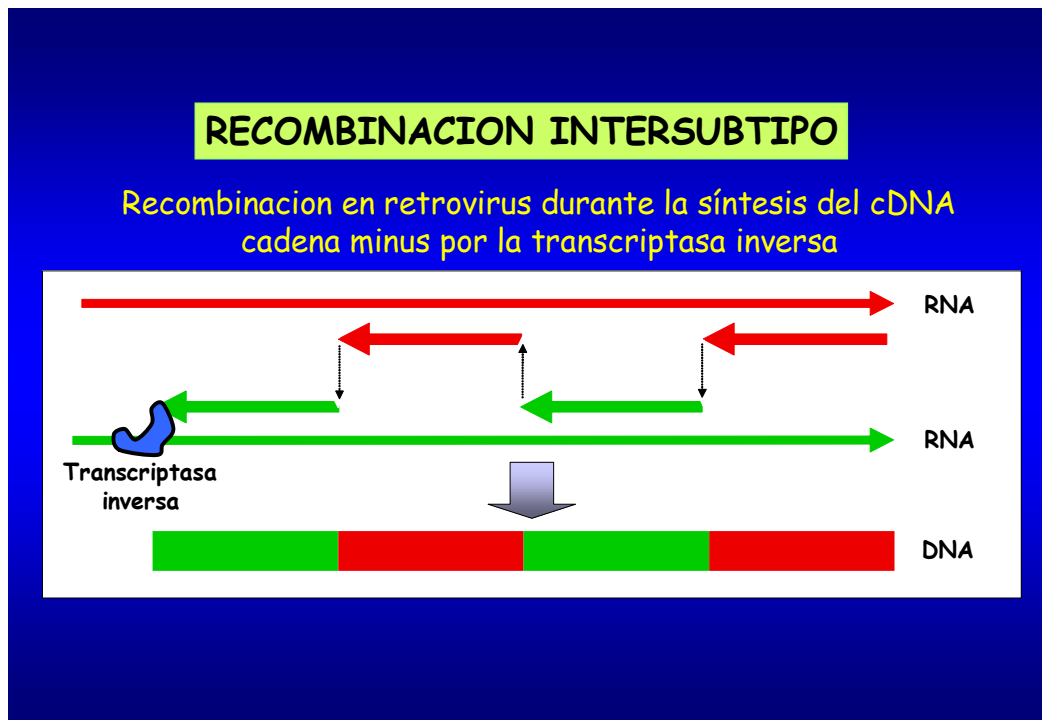 RECOMBINACION INTERSUBTIPO
Recombinacion en retrovirus durante la síntesis del cDNA
cadena minus por la transcriptasa inversa
RNA
RNA
Transcriptasa
inversa
DNA